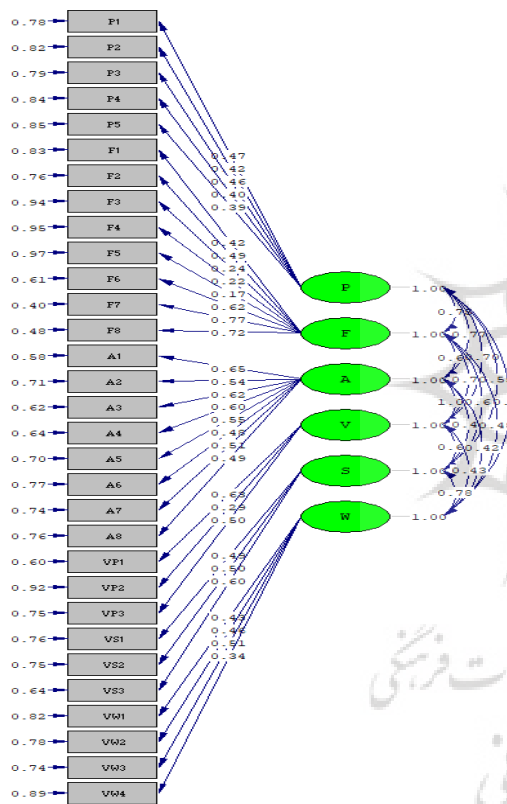 0.78 P1
0.82 P2
0.79 P3
0.84 P4
0.85 P5
0.83 F1
0.76 F2
0.94 F3
0.95 F4
0.97 F5
0.61 F6
0.40 F7
0.48 F8
0.58 A1
0.71 A2
0.62 A3
0.64 A4
0.70 A5
0.77 A6
0.74 A7
0.76 A8
0.60 VP1
0.92 VP2
0.75 VP3
0.76 VS1
0.75 VS2
0.64 VS3
0.82 VW1
0.78 VW2
0.74 VW3
0.89 VW4
0.47
0.42
0.46
0.40
0.39
0.42
0.49
0.24
0.22
0.17
0.62
0.77
0.72
0.65
0.54
0.62
0.60
0.55
0.48
0.51
0.49
0.63
0.29
0.50
0.49
0.50
0.60
0.51
0.34
P 1.00
F 1.00
A 1.00
V 1.00
S 1.00
W 1.00
0.78
ت فرهنگی